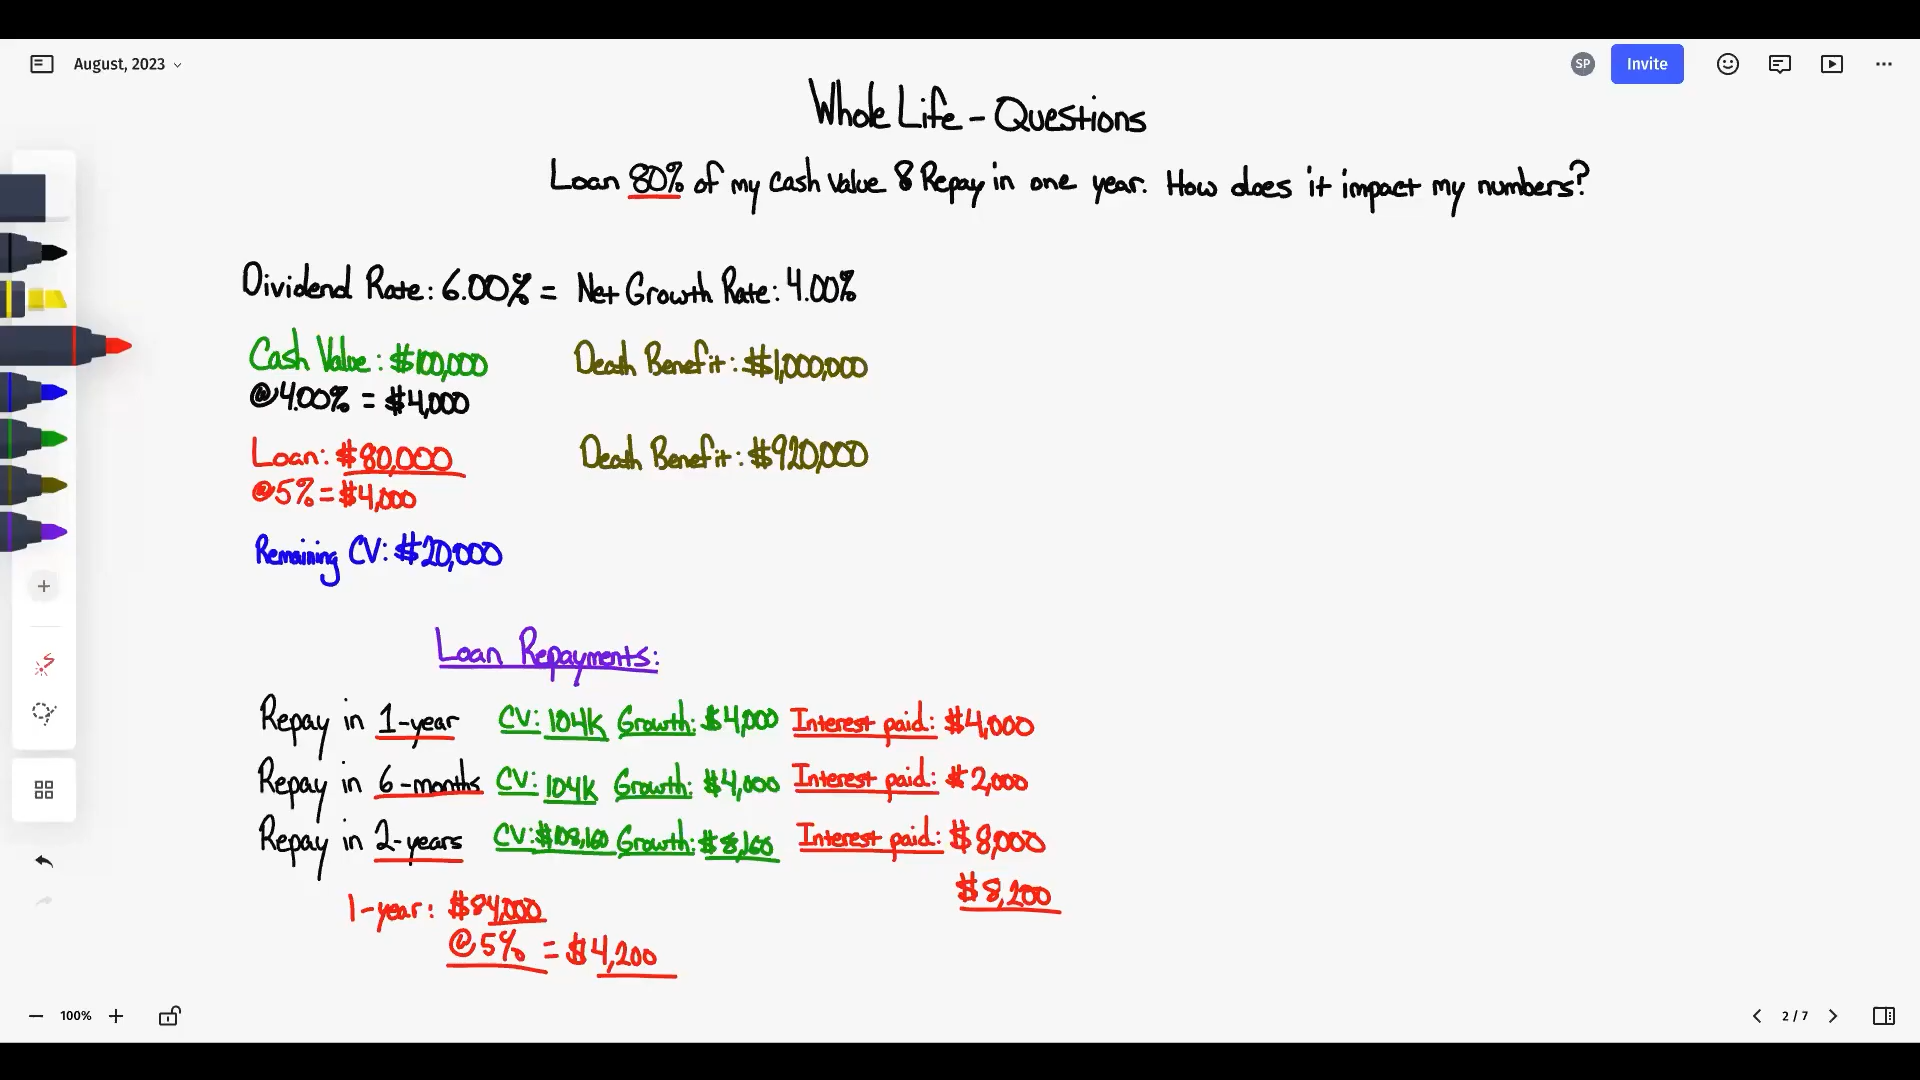 August, 2023
SP
Invite
Whole Life - Questions
Loan 80% of my Cash Value & Repay in one year. How does it impact my numbers?
Dividend Rate: 6.00% = Net Growth Rate: 4.00%
Cash Value: $100,000 Death Benefit: $1,000,000
@4.00% = $4,000
Loan: $80,000 Death Benefit: $920,000
@5% = $4,000
Remaining CV: $20,000
Loan Repayments:
Repay in 1-year CV: 104K Growth: $4,000 Interest paid: $4,000
Repay in 6-months CV: 104K Growth: $4,000 Interest paid: $2,000
Repay in 2-years CV: $108,160 Growth: $8,160 Interest paid: $8,000
$8,200
1-year: $84,000
@5% = $4,200
100%
2 / 7